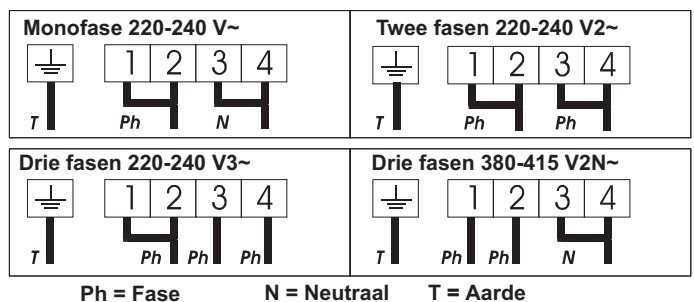 Monofase 220-240 V~
1 2 3 4
T Ph N
Twee fasen 220-240 V2~
1 2 3 4
T Ph Ph
Drie fasen 220-240 V3~
1 2 3 4
T Ph Ph Ph
Drie fasen 380-415 V2N~
1 2 3 4
T Ph Ph N
Ph = Fase N = Neutraal T = Aarde